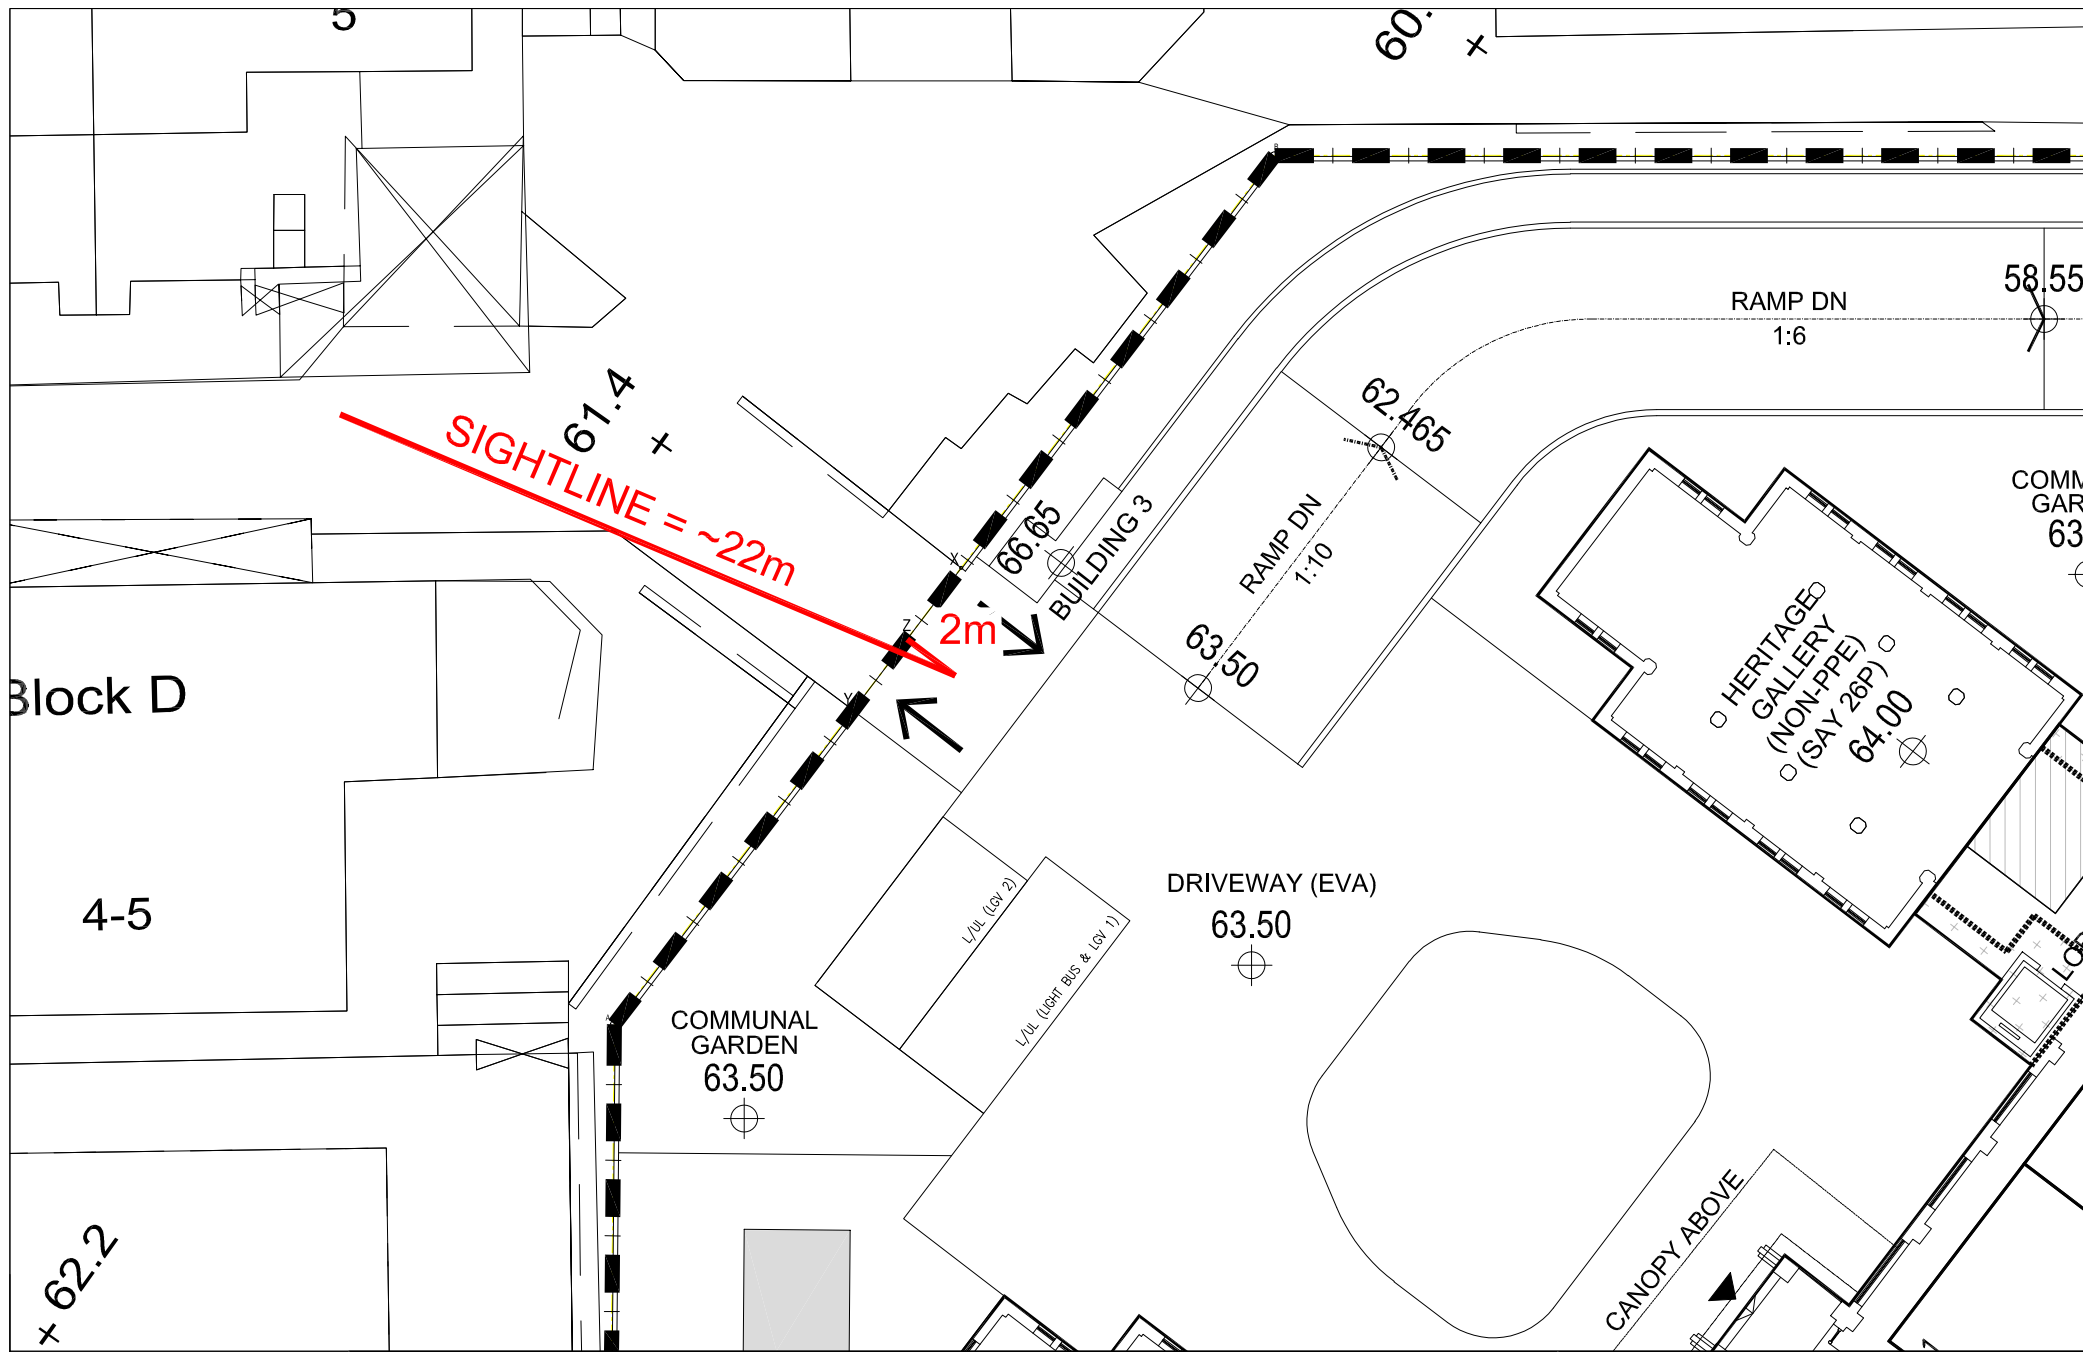 5
60.
B
58.55
RAMP DN
1:6
61.4
SIGHTLINE = ~22m
62.465
COMM
GAR
63
66.65
BUILDING 3
RAMP DN
1:10
X
Z
Y
2m
63.50
HERITAGE
GALLERY
(NON-PPE)
(SAY 26P)
64.00
Block D
4-5
DRIVEWAY (EVA)
63.50
L/UL (LGV 2)
L/UL (LIGHT BUS & LGV 1)
A
COMMUNAL
GARDEN
63.50
62.2
CANOPY ABOVE
1